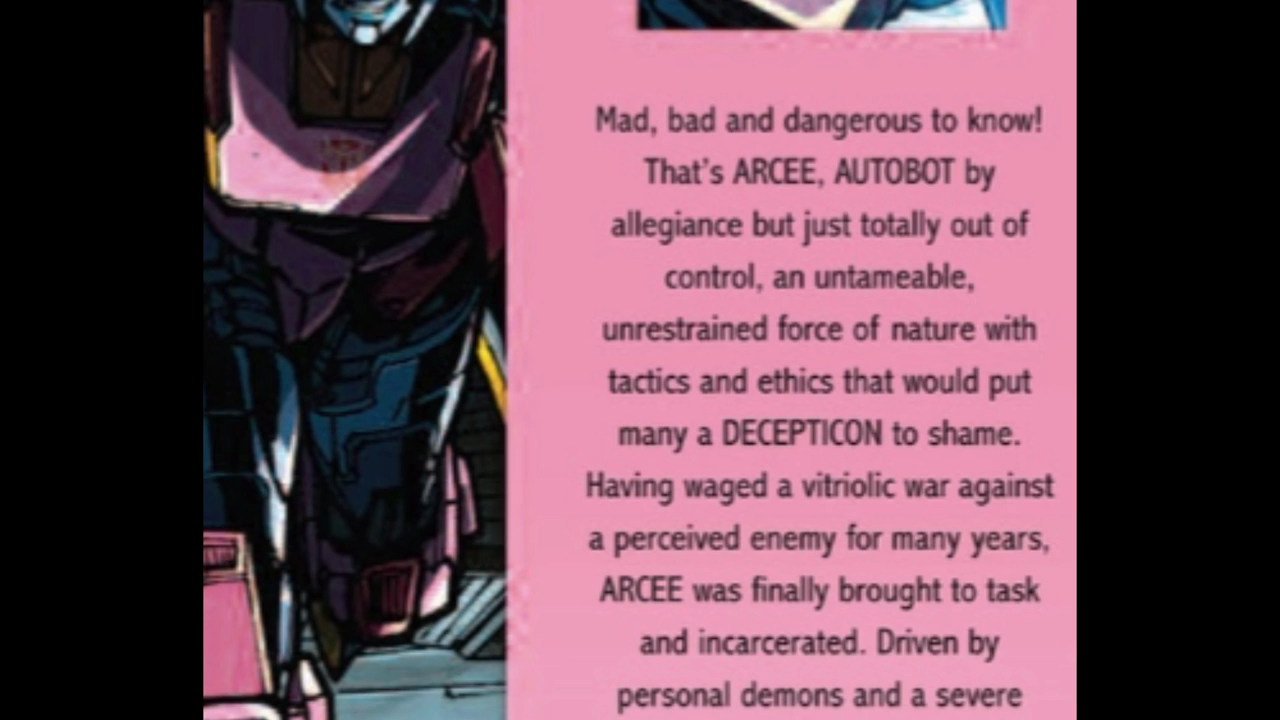 Mad, bad and dangerous to know!
That's ARCEE, AUTOBOT by
allegiance but just totally out of
control, an untameable,
unrestrained force of nature with
tactics and ethics that would put
many a DECEPTICON to shame.
Having waged a vitriolic war against
a perceived enemy for many years,
ARCEE was finally brought to task
and incarcerated. Driven by
personal demons and a severe